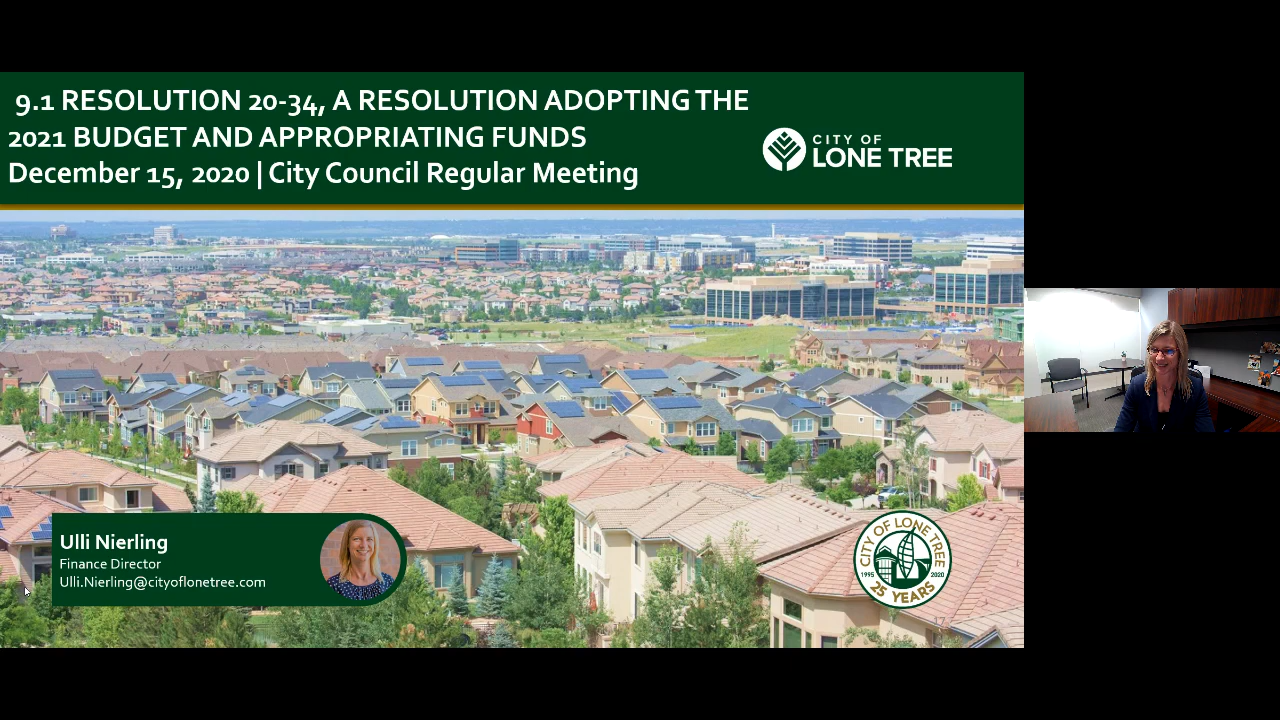 9.1 RESOLUTION 20-34, A RESOLUTION ADOPTING THE
2021 BUDGET AND APPROPRIATING FUNDS
December 15, 2020 | City Council Regular Meeting
CITY OF
LONE TREE
Ulli Nierling
Finance Director
Ulli.Nierling@cityoflonetree.com
CITY OF LONE TREE
1995 2020
25 YEARS